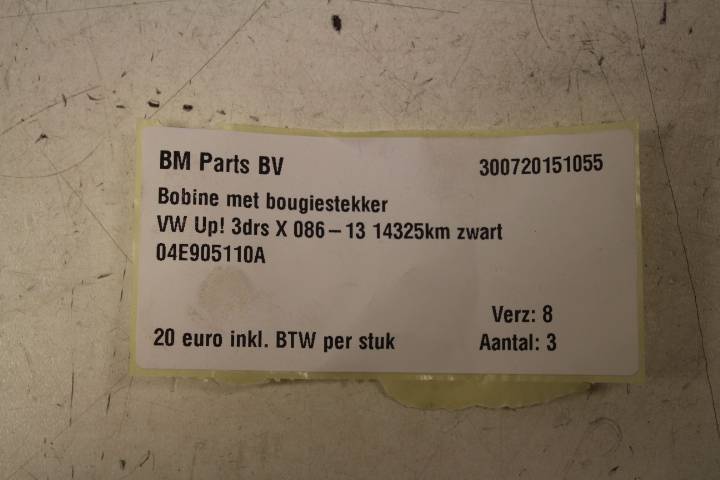 BM Parts BV 300720151055
Bobine met bougiestekker
VW Up! 3drs X 086-13 14325km zwart
04E905110A
Verz: 8
20 euro inkl. BTW per stuk Aantal: 3